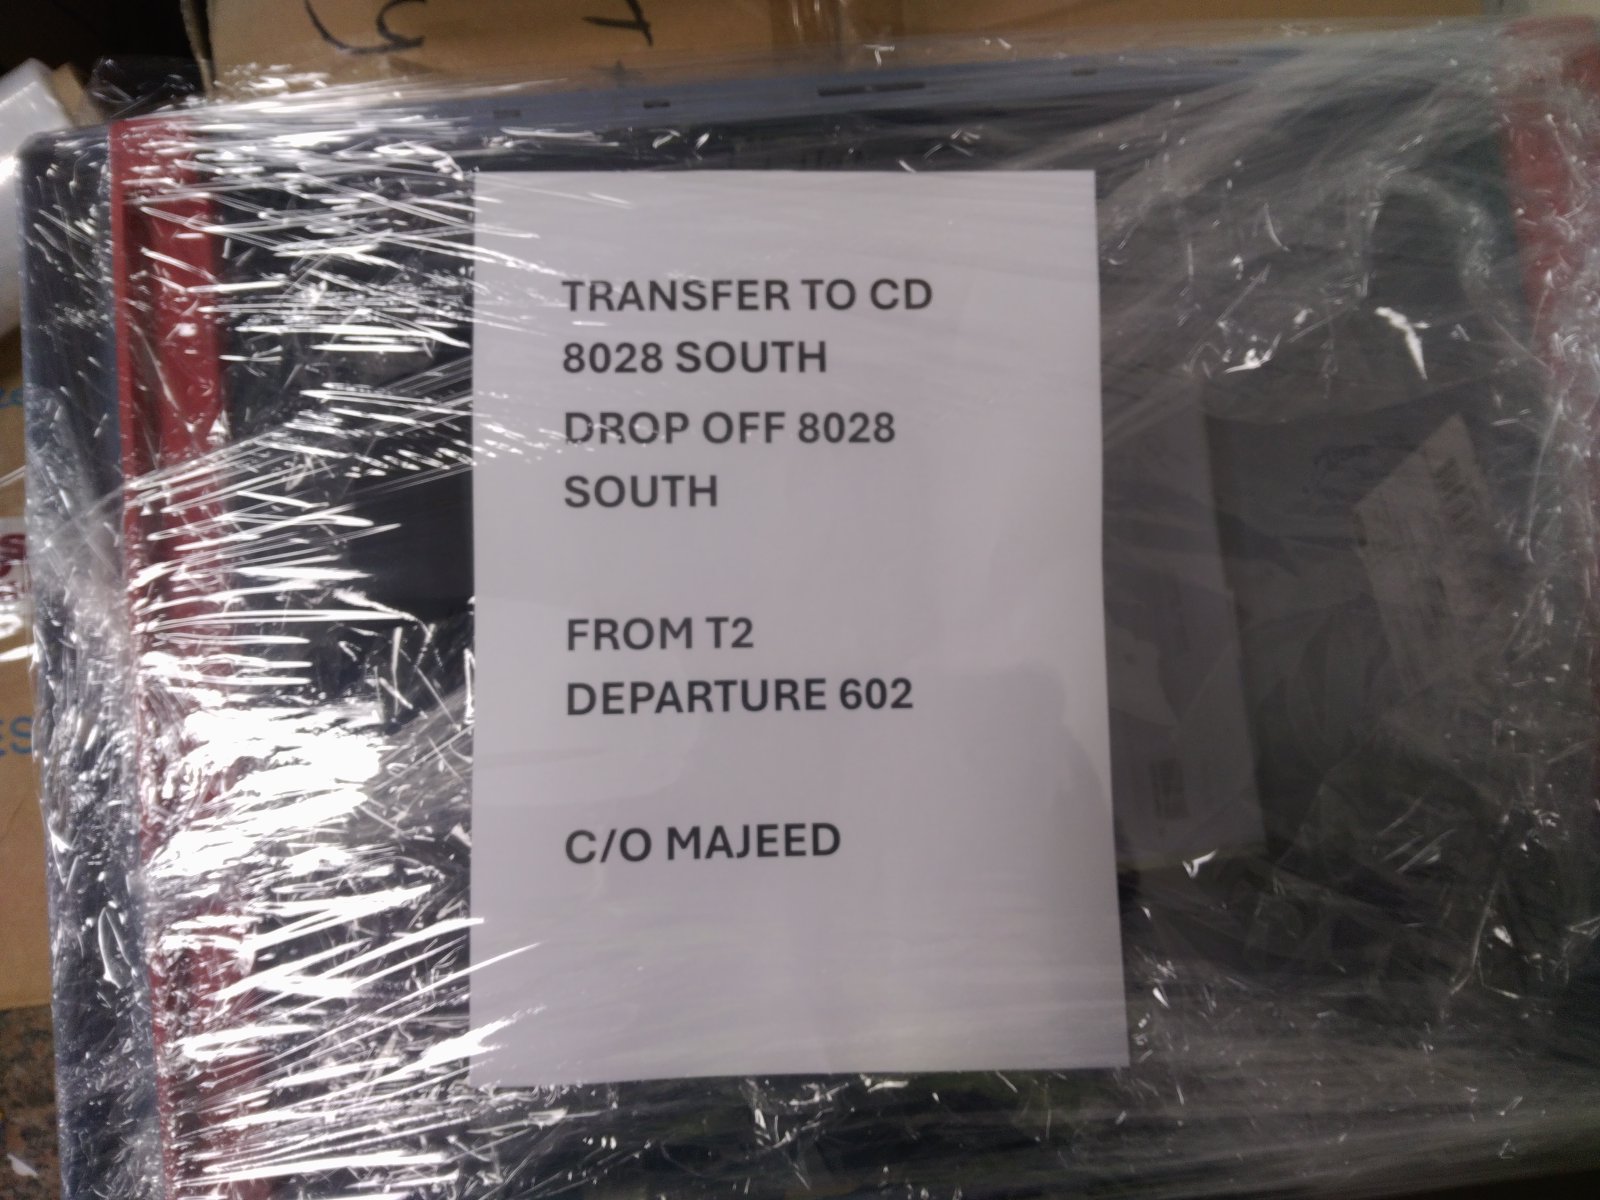 TRANSFER TO CD
8028 SOUTH
DROP OFF 8028
SOUTH
FROM T2
DEPARTURE 602
C/O MAJEED